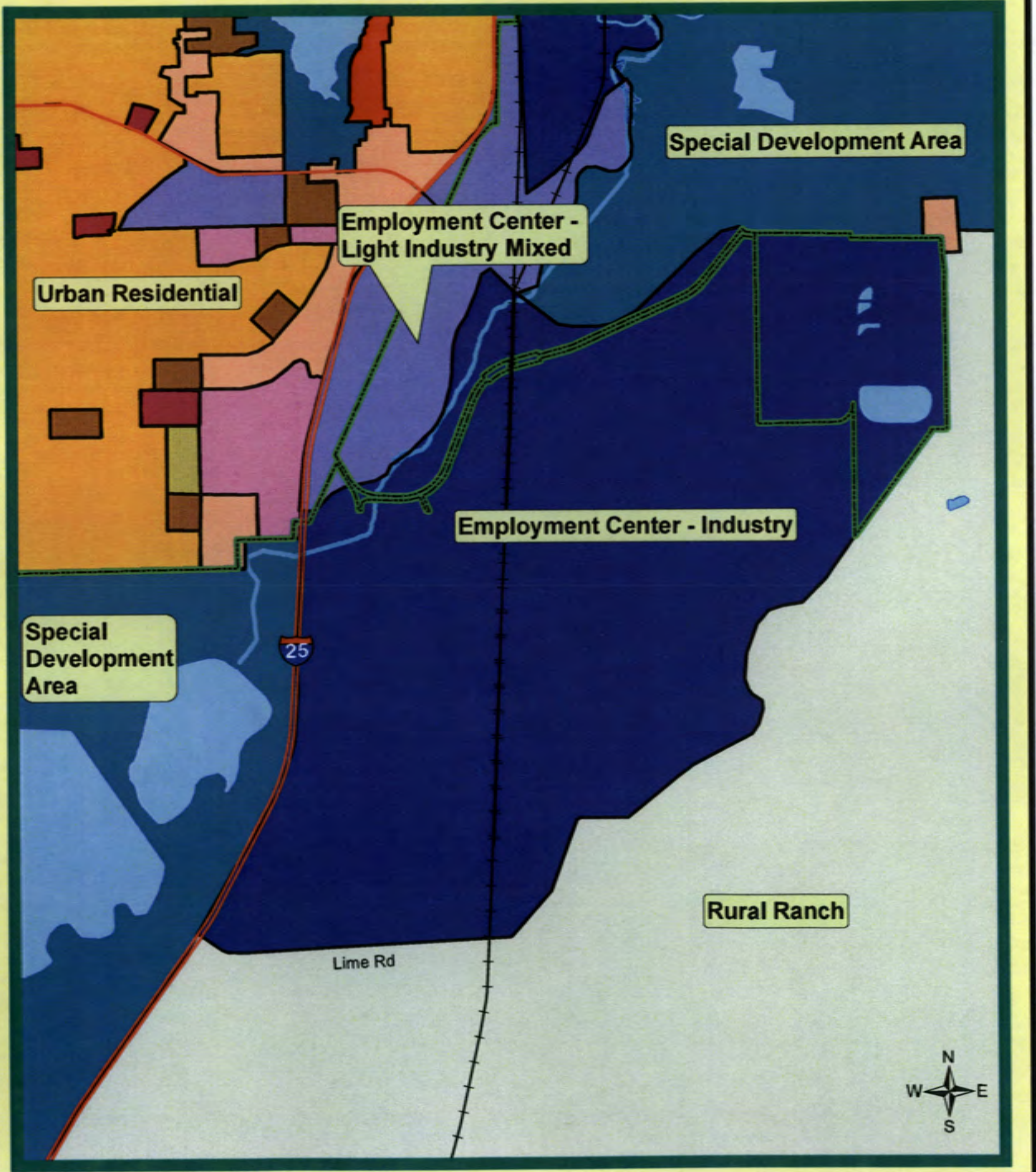 Special Development Area
Employment Center -
Light Industry Mixed
Urban Residential
Employment Center - Industry
Special
Development
Area
25
Rural Ranch
Lime Rd
N
W E
S